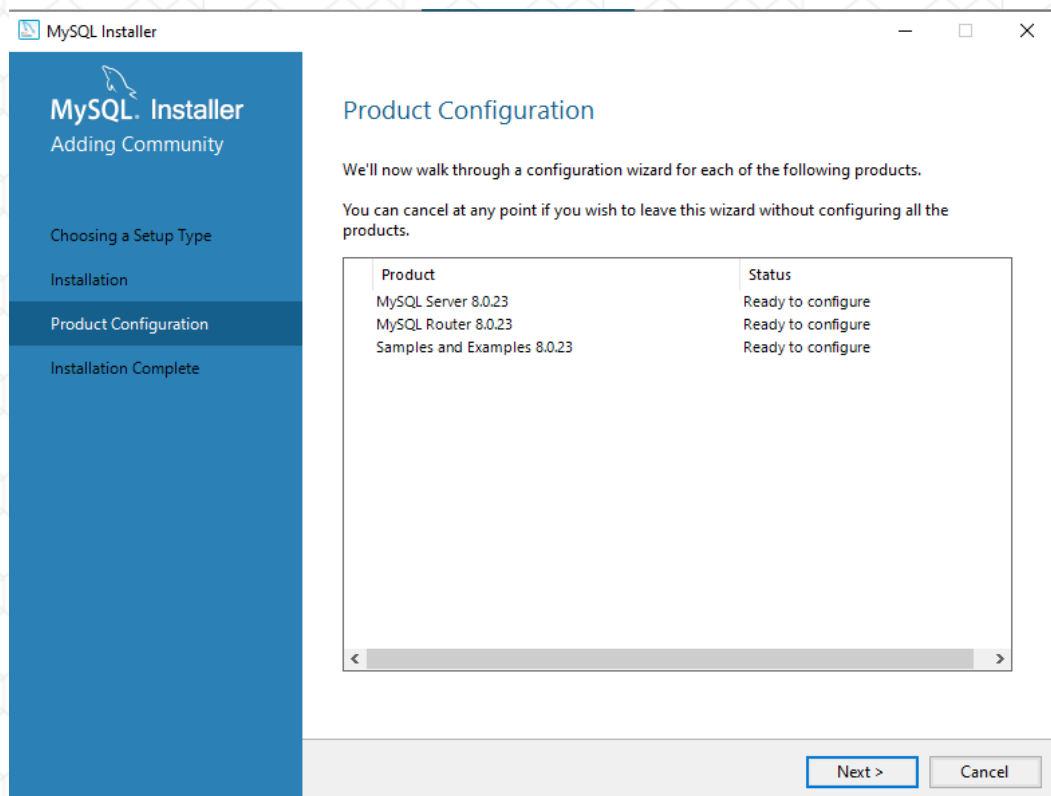 MySQL Installer
MySQL. Installer
Adding Community
Choosing a Setup Type
Installation
Product Configuration
Installation Complete
Product Configuration
We'll now walk through a configuration wizard for each of the following products.
You can cancel at any point if you wish to leave this wizard without configuring all the
products.
Product Status
MySQL Server 8.0.23 Ready to configure
MySQL Router 8.0.23 Ready to configure
Samples and Examples 8.0.23 Ready to configure
Next > Cancel